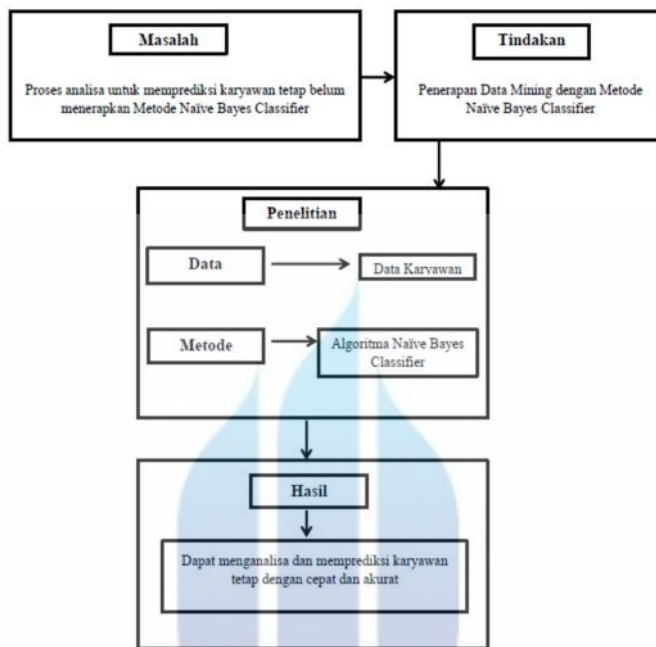 Masalah
Proses analisa untuk memprediksi karyawan tetap belum
menerapkan Metode Naïve Bayes Classifier
Tindakan
Penerapan Data Mining dengan Metode
Naïve Bayes Classifier
Penelitian
Data
Data Karyawan
Metode
Algoritma Naïve Bayes
Classifier
Hasil
Dapat menganalisa dan memprediksi karyawan
tetap dengan cepat dan akurat